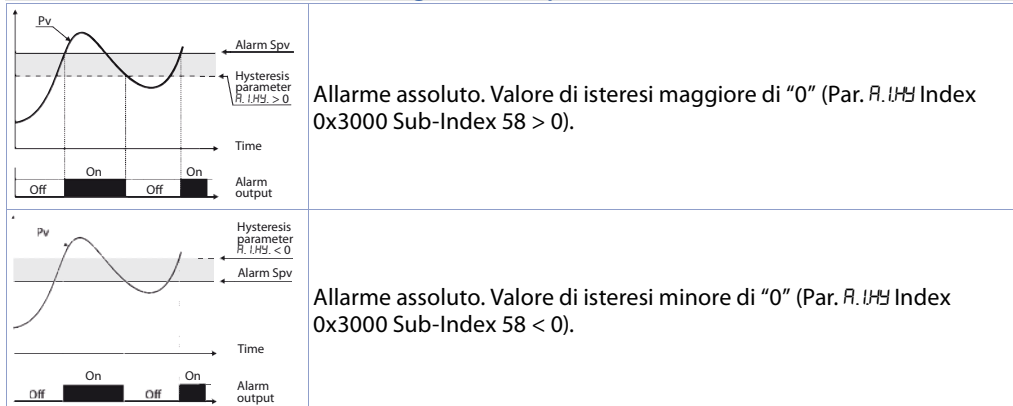 Pv
Alarm Spv
Hysteresis
parameter
A. 1.HY. > 0
Time
On
On
Off
Off
Alarm
output
Allarme assoluto. Valore di isteresi maggiore di “0” (Par. A.1.HY Index
0x3000 Sub-Index 58 > 0).
Pv
Hysteresis
parameter
A. 1.HY. < 0
Alarm Spv
Time
On
On
Off
Off
Alarm
output
Allarme assoluto. Valore di isteresi minore di “0” (Par. A.1.HY Index
0x3000 Sub-Index 58 < 0).